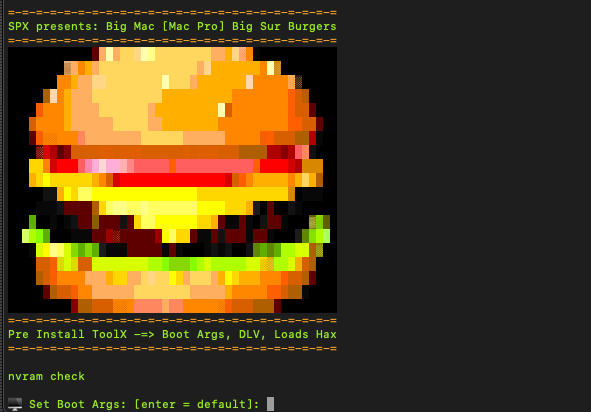 =-=-=-=-=-=-=-=-=-=-=-=-=-=-=-=-=-=-=-=-=-=-=-
SPX presents: Big Mac [Mac Pro] Big Sur Burgers
=-=-=-=-=-=-=-=-=-=-=-=-=-=-=-=-=-=-=-=-=-=-=-=
=-=-=-=-=-=-=-=-=-=-=-=-=-=-=-=-=-=-=-=-=-=-=-=
Pre Install ToolX -—=> Boot Args, DLV, Loads Hax
=-=-=-=-=-=-=-=-=-=-=-=-=-=-=-=-=-=-=-=-=-=-=-=
nvram check
Set Boot Args: [enter = default]: